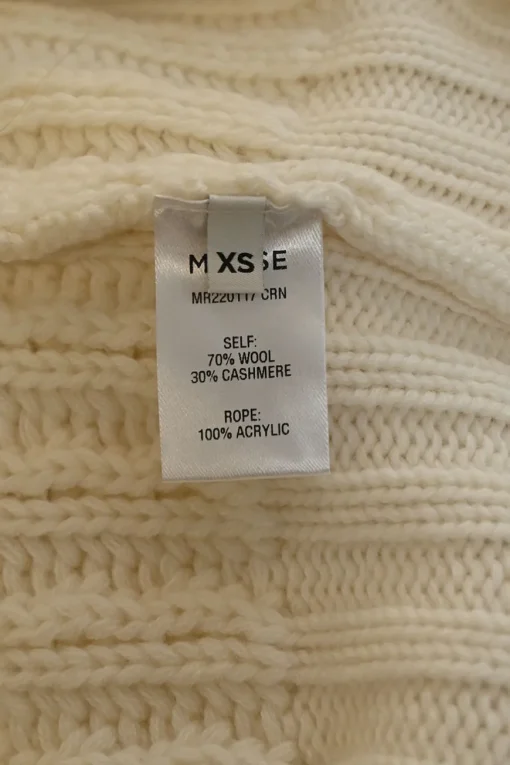 M XS SE
MR220117 CRN
SELF:
70% WOOL
30% CASHMERE
ROPE:
100% ACRYLIC